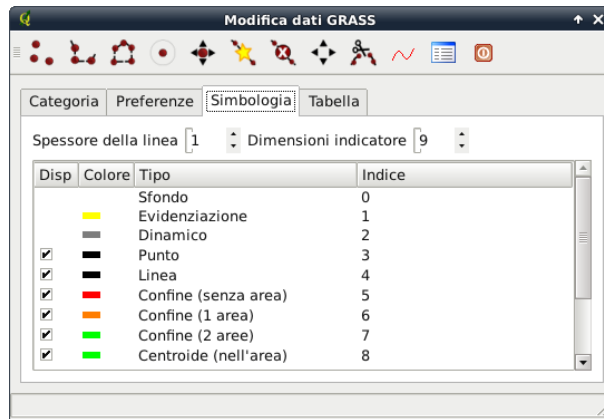 Modifica dati GRASS
Categoria Preferenze Simbologia Tabella
Spessore della linea 1 Dimensioni indicatore 9
Disp Colore Tipo Indice
Sfondo 0
Evidenziazione 1
Dinamico 2
Punto 3
Linea 4
Confine (senza area) 5
Confine (1 area) 6
Confine (2 aree) 7
Centroide (nell'area) 8